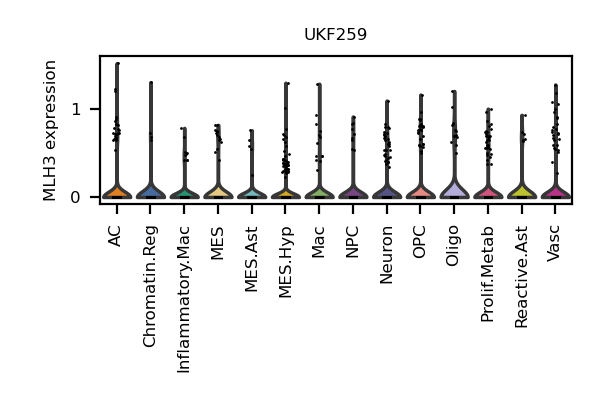 UKF259
MLH3 expression
1
0
AC
Chromatin.Reg
Inflammatory.Mac
MES
MES.Ast
MES.Hyp
Mac
NPC
Neuron
OPC
Oligo
Prolif.Metab
Reactive.Ast
Vasc